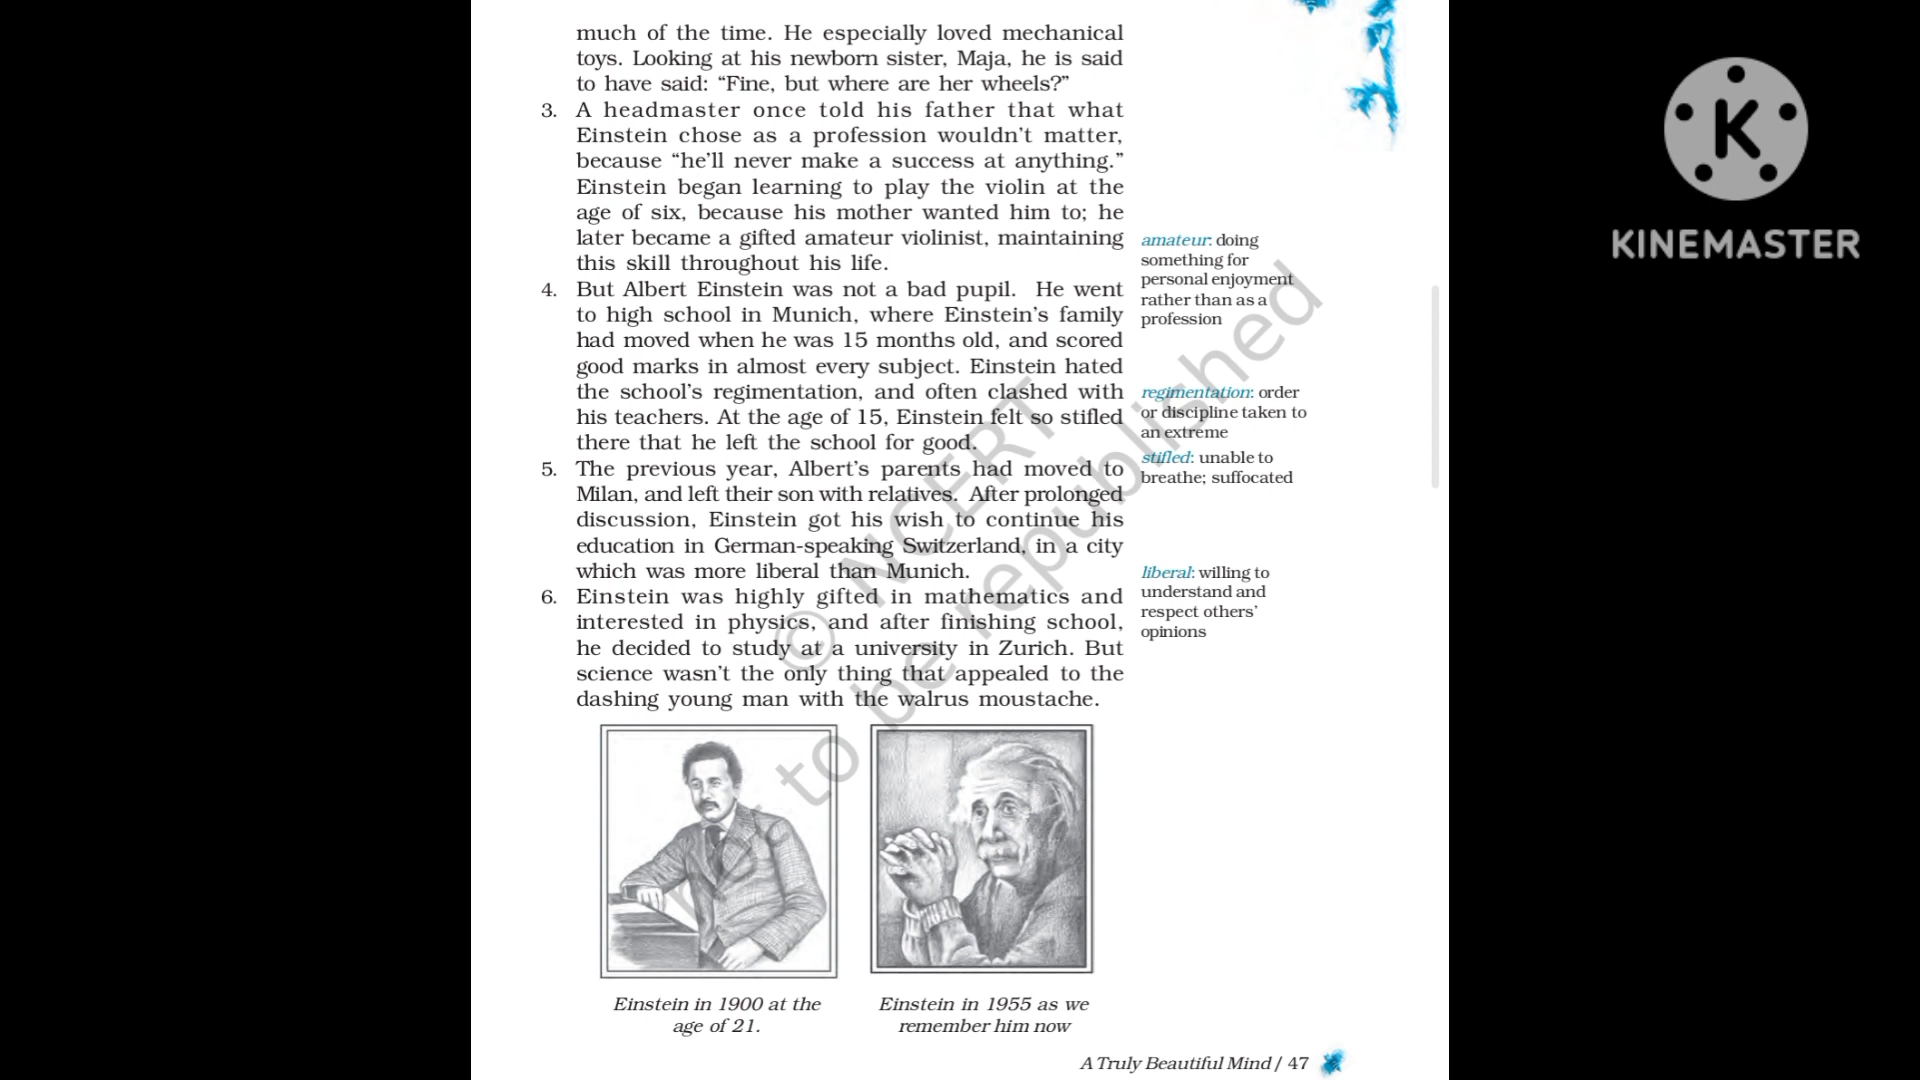 much of the time. He especially loved mechanical
toys. Looking at his newborn sister, Maja, he is said
to have said: “Fine, but where are her wheels?”
3. A headmaster once told his father that what
Einstein chose as a profession wouldn’t matter,
because “he’ll never make a success at anything.”
Einstein began learning to play the violin at the
age of six, because his mother wanted him to; he
later became a gifted amateur violinist, maintaining
this skill throughout his life.
4. But Albert Einstein was not a bad pupil. He went
to high school in Munich, where Einstein’s family
had moved when he was 15 months old, and scored
good marks in almost every subject. Einstein hated
the school’s regimentation, and often clashed with
his teachers. At the age of 15, Einstein felt so stifled
there that he left the school for good.
5. The previous year, Albert’s parents had moved to
Milan, and left their son with relatives. After prolonged
discussion, Einstein got his wish to continue his
education in German-speaking Switzerland, in a city
which was more liberal than Munich.
6. Einstein was highly gifted in mathematics and
interested in physics, and after finishing school,
he decided to study at a university in Zurich. But
science wasn’t the only thing that appealed to the
dashing young man with the walrus moustache.
amateur: doing
something for
personal enjoyment
rather than as a
profession
regimentation: order
or discipline taken to
an extreme
stifled: unable to
breathe; suffocated
liberal: willing to
understand and
respect others’
opinions
Einstein in 1900 at the
age of 21.
Einstein in 1955 as we
remember him now
A Truly Beautiful Mind / 47
© NCERT
not to be republished
K
KINEMASTER